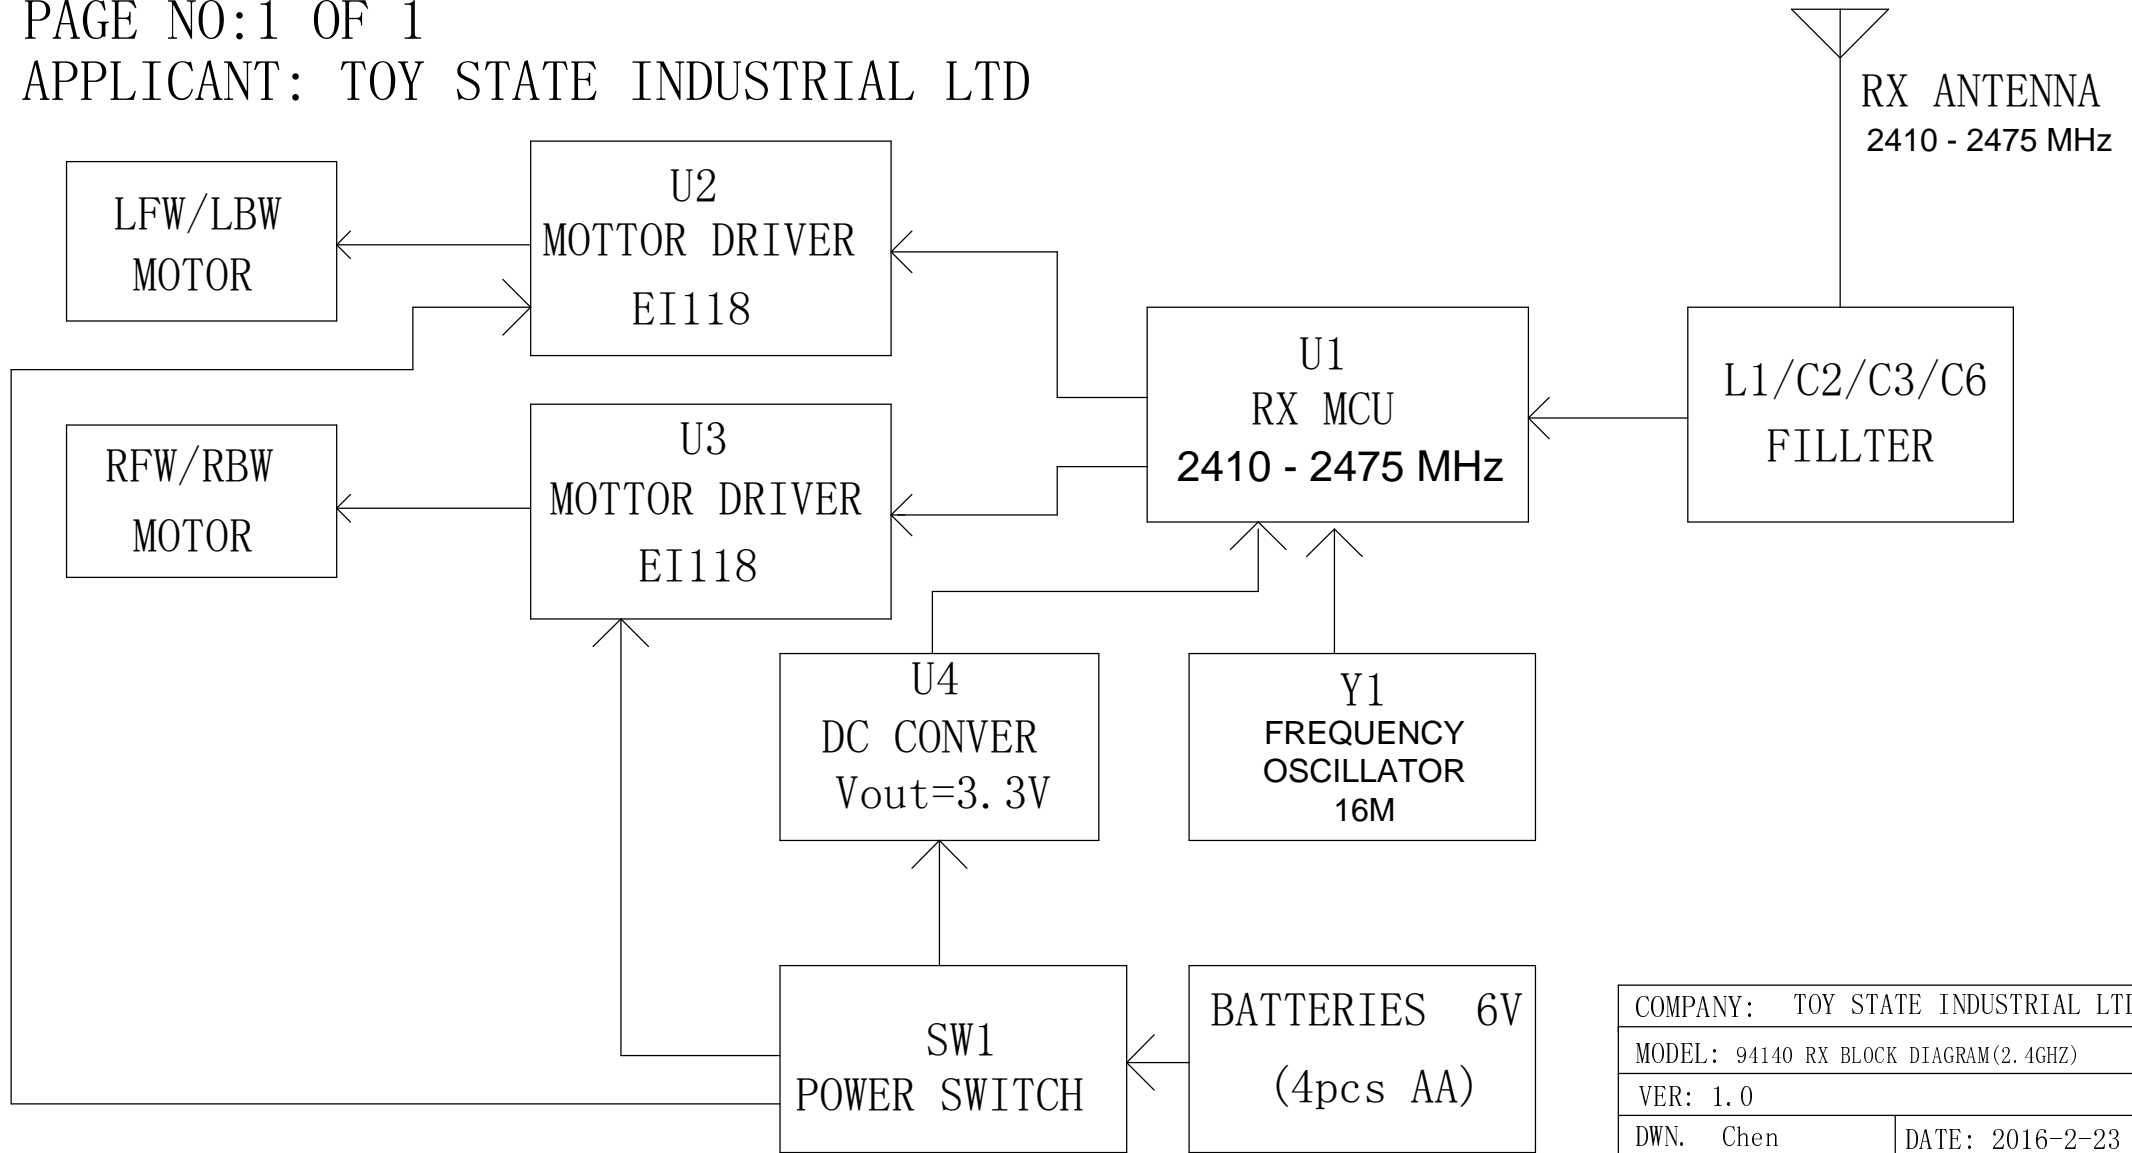 PAGE NO:1 OF 1
APPLICANT: TOY STATE INDUSTRIAL LTD
RX ANTENNA
2410 - 2475 MHz
LFW/LBW
MOTOR
U2
MOTTOR DRIVER
EI118
U1
RX MCU
2410 - 2475 MHz
L1/C2/C3/C6
FILLTER
RFW/RBW
MOTOR
U3
MOTTOR DRIVER
EI118
U4
DC CONVER
Vout=3.3V
Y1
FREQUENCY
OSCILLATOR
16M
SW1
POWER SWITCH
BATTERIES 6V
(4pcs AA)
COMPANY: TOY STATE INDUSTRIAL LTD
MODEL: 94140 RX BLOCK DIAGRAM(2.4GHZ)
VER: 1.0
DWN. Chen DATE: 2016-2-23